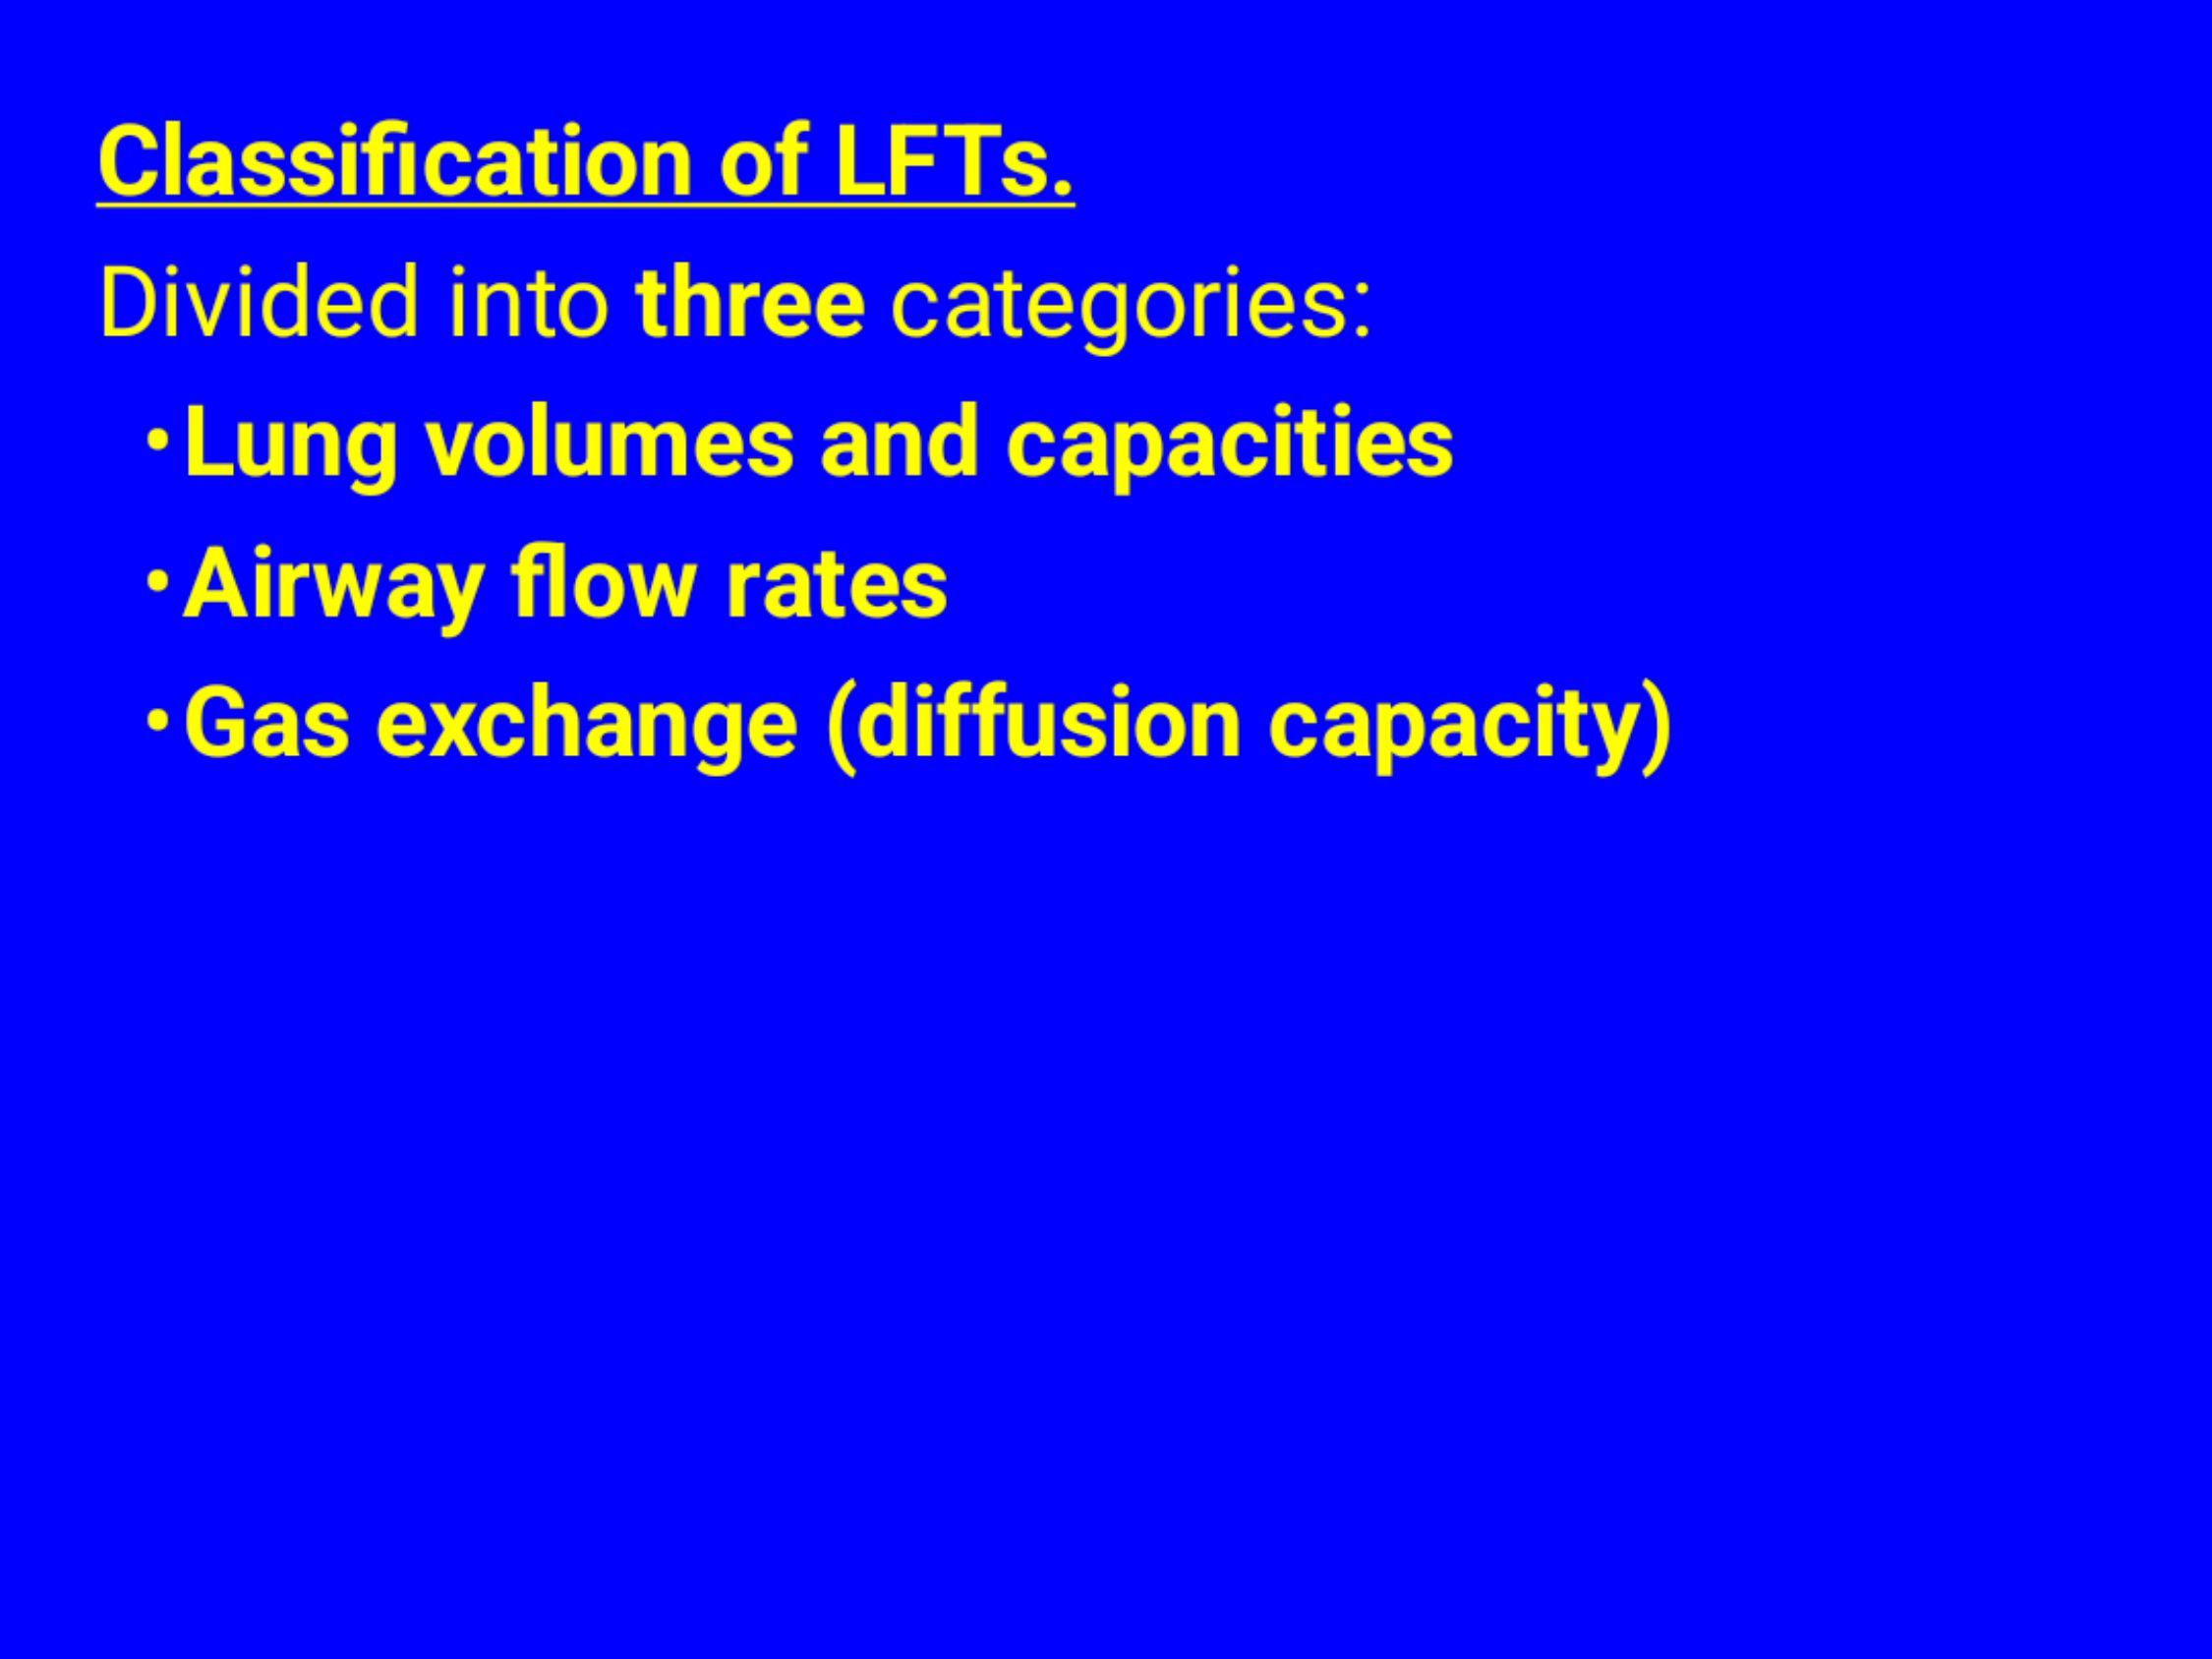 Classification of LFTs.
Divided into three categories:
•Lung volumes and capacities
•Airway flow rates
•Gas exchange (diffusion capacity)